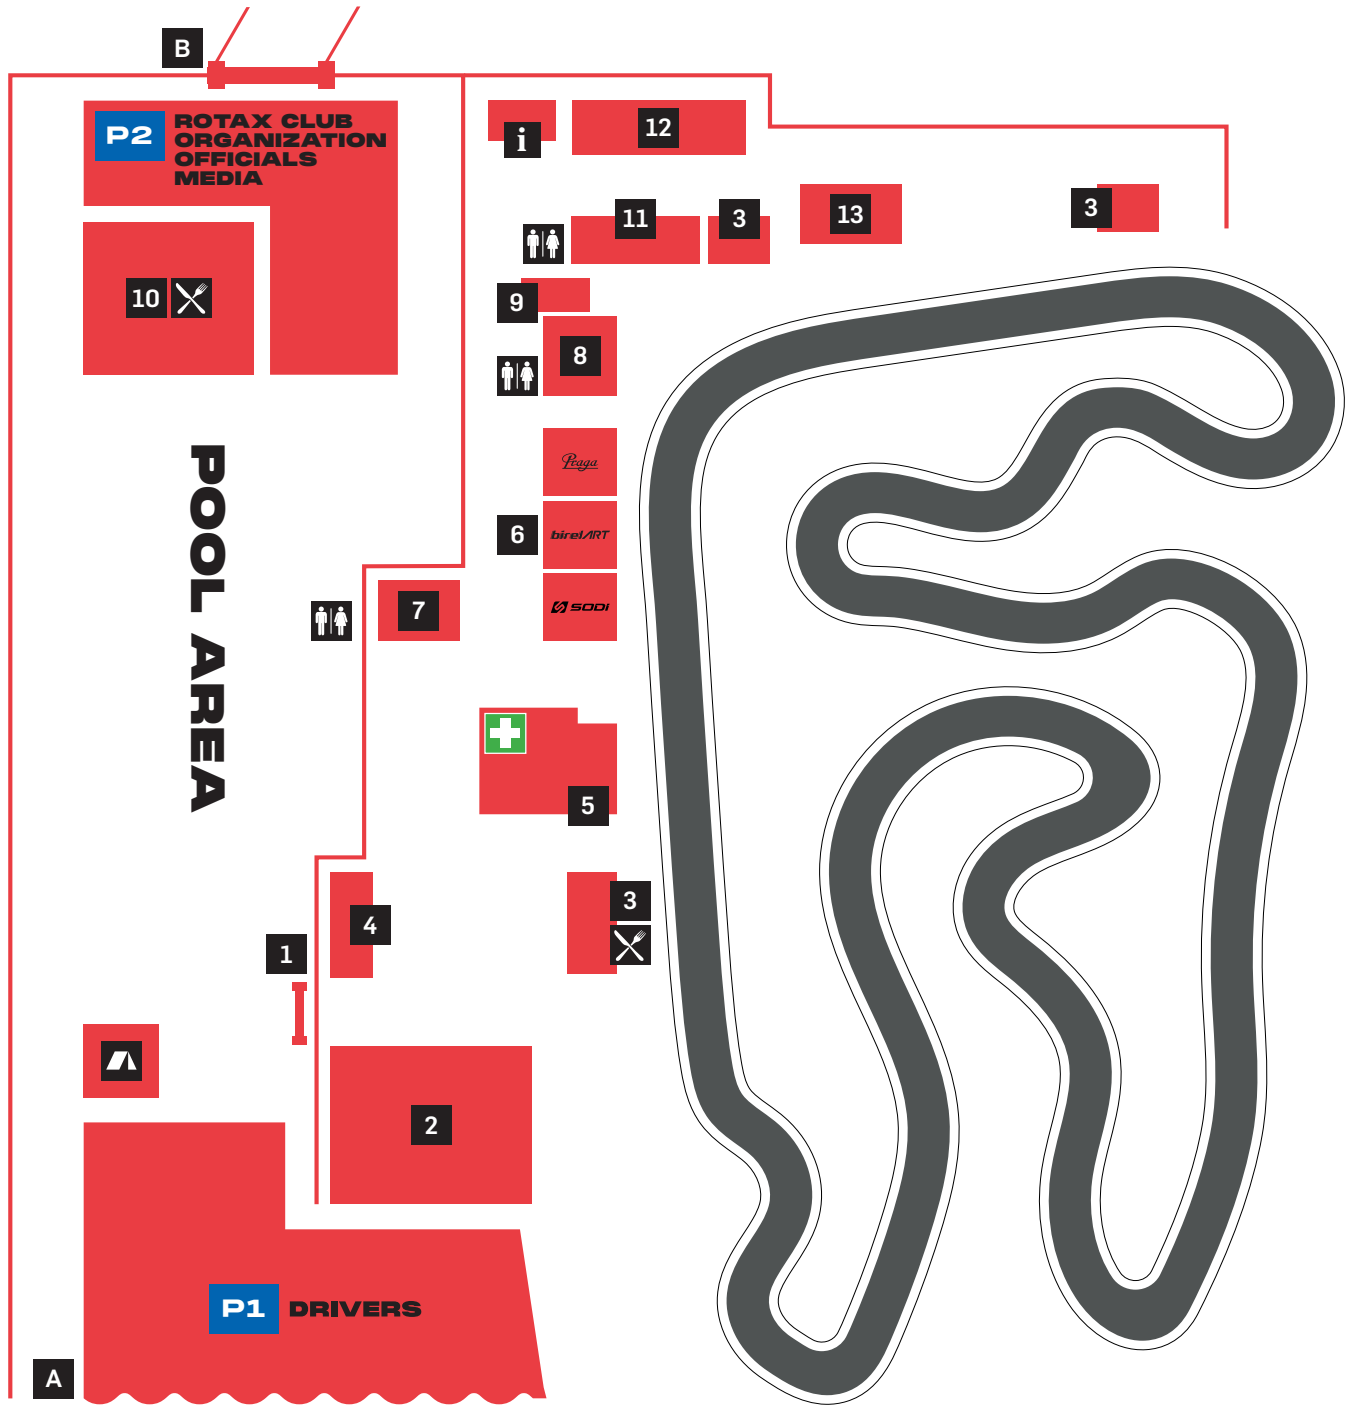 B
P2
ROTAX CLUB
ORGANIZATION
OFFICIALS
MEDIA
i
12
11
3
13
3
10
9
8
Praga
6
birelART
SODi
7
POOL AREA
5
3
4
1
2
P1 DRIVERS
A